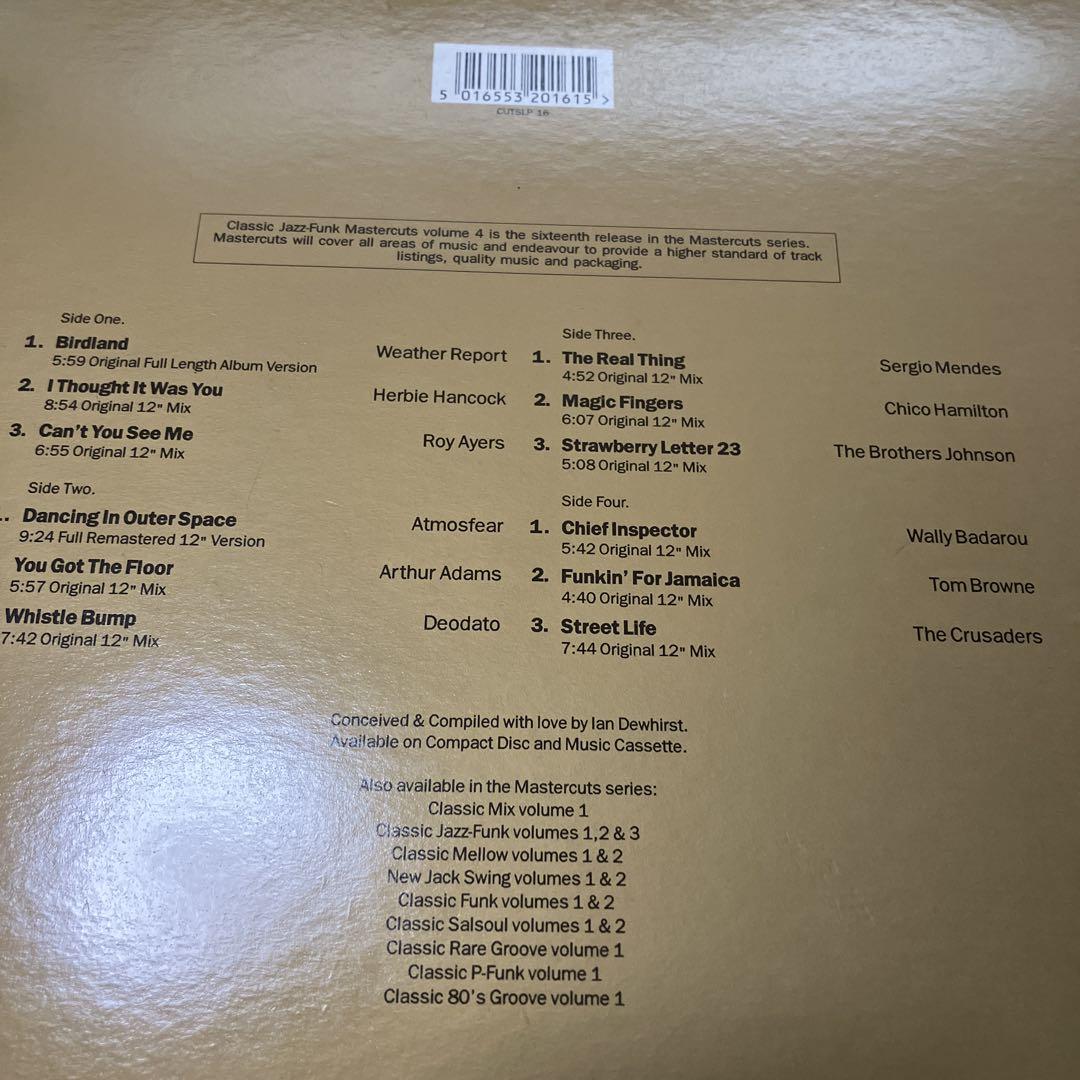 5 016553 201615 >
CUTSLP 16
Classic Jazz-Funk Mastercuts volume 4 is the sixteenth release in the Mastercuts series.
Mastercuts will cover all areas of music and endeavour to provide a higher standard of track
listings, quality music and packaging.
Side One.
1. Birdland Weather Report
5:59 Original Full Length Album Version
2. I Thought It Was You Herbie Hancock
8:54 Original 12" Mix
3. Can't You See Me Roy Ayers
6:55 Original 12" Mix
Side Two.
. Dancing In Outer Space Atmosfear
9:24 Full Remastered 12" Version
You Got The Floor Arthur Adams
5:57 Original 12" Mix
Whistle Bump Deodato
7:42 Original 12" Mix
Side Three.
1. The Real Thing Sergio Mendes
4:52 Original 12" Mix
2. Magic Fingers Chico Hamilton
6:07 Original 12" Mix
3. Strawberry Letter 23 The Brothers Johnson
5:08 Original 12" Mix
Side Four.
1. Chief Inspector Wally Badarou
5:42 Original 12" Mix
2. Funkin' For Jamaica Tom Browne
4:40 Original 12" Mix
3. Street Life The Crusaders
7:44 Original 12" Mix
Conceived & Compiled with love by Ian Dewhirst.
Available on Compact Disc and Music Cassette.
Also available in the Mastercuts series:
Classic Mix volume 1
Classic Jazz-Funk volumes 1,2 & 3
Classic Mellow volumes 1 & 2
New Jack Swing volumes 1 & 2
Classic Funk volumes 1 & 2
Classic Salsoul volumes 1 & 2
Classic Rare Groove volume 1
Classic P-Funk volume 1
Classic 80's Groove volume 1